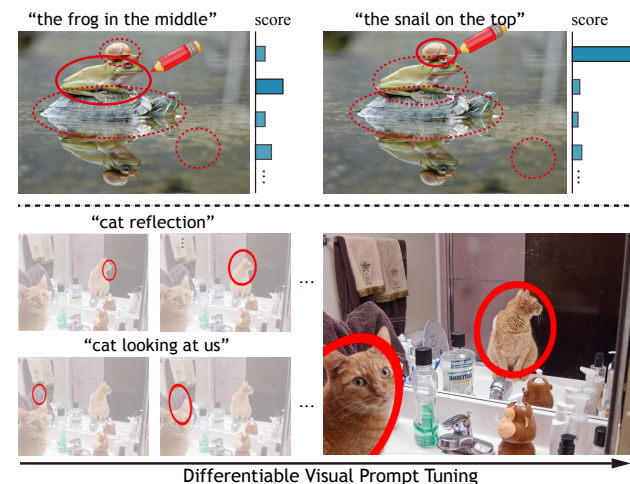 “the frog in the middle” score
“the snail on the top” score
⋮
⋮
“cat reflection”
⋮
...
“cat looking at us”
...
LISTERINE
Differentiable Visual Prompt Tuning